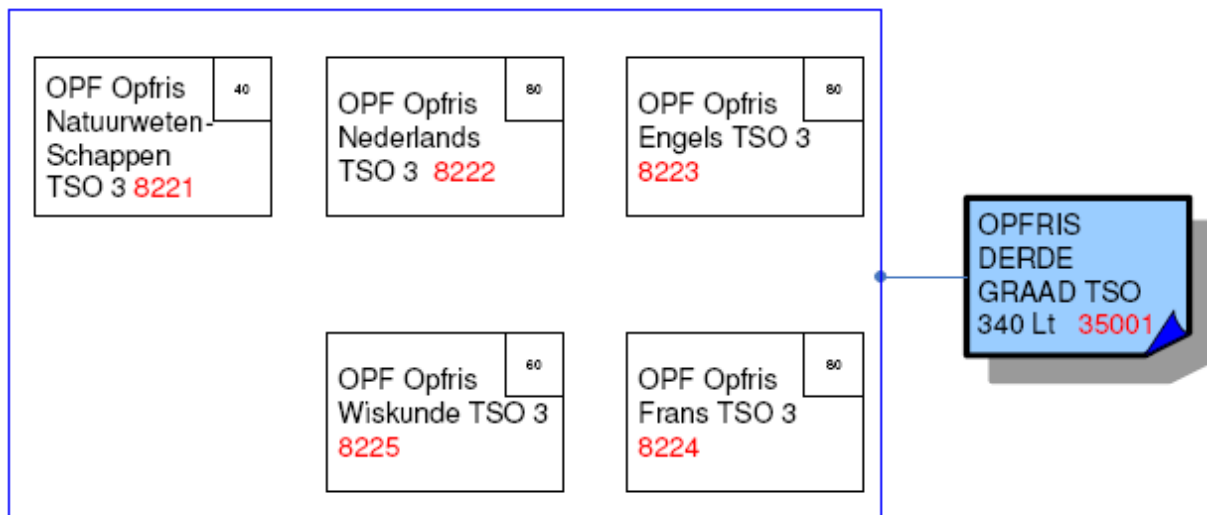 OPF Opfris
Natuurweten-
Schappen
TSO 3 8221
40
OPF Opfris
Nederlands
TSO 3 8222
80
OPF Opfris
Engels TSO 3
8223
80
OPFRIS
DERDE
GRAAD TSO
340 Lt 35001
OPF Opfris
Wiskunde TSO 3
8225
60
OPF Opfris
Frans TSO 3
8224
80